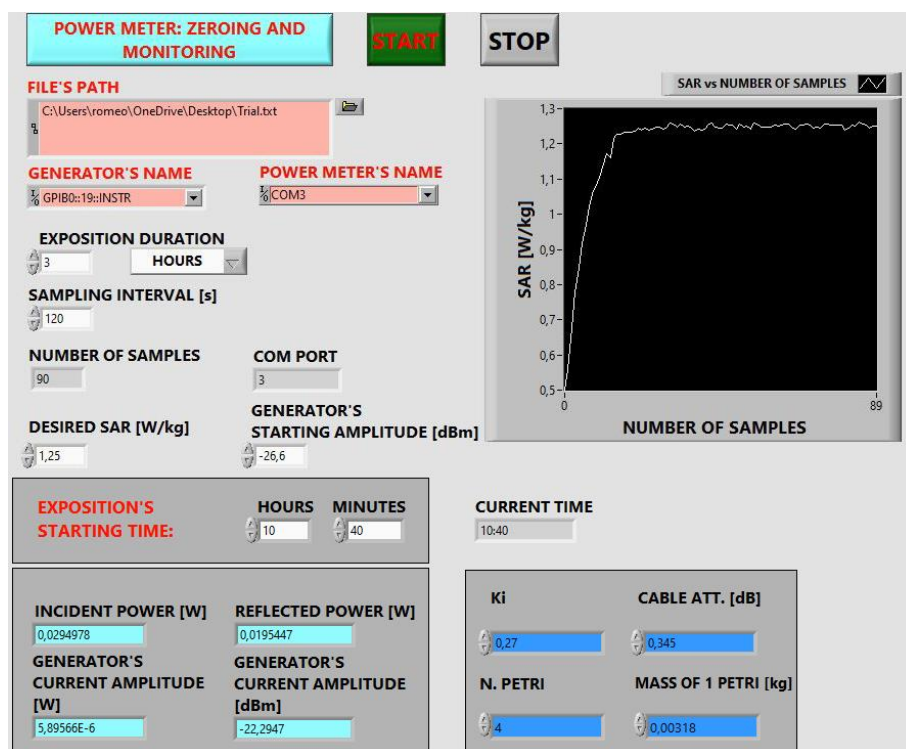 POWER METER: ZEROING AND
MONITORING
START
STOP
FILE'S PATH
C:\Users\romeo\OneDrive\Desktop\Trial.txt
GENERATOR'S NAME
POWER METER'S NAME
GPIB0::19::INSTR
COM3
EXPOSITION DURATION
3
HOURS
SAMPLING INTERVAL [s]
120
NUMBER OF SAMPLES
COM PORT
90
3
DESIRED SAR [W/kg]
GENERATOR'S
STARTING AMPLITUDE [dBm]
1,25
-26,6
SAR vs NUMBER OF SAMPLES
1,3
1,2
1,1
1
0,9
0,8
0,7
0,6
0,5
SAR [W/kg]
0
89
NUMBER OF SAMPLES
EXPOSITION'S
STARTING TIME:
HOURS
MINUTES
10
40
CURRENT TIME
10:40
INCIDENT POWER [W]
REFLECTED POWER [W]
0,0294978
0,0195447
GENERATOR'S
CURRENT AMPLITUDE
[W]
GENERATOR'S
CURRENT AMPLITUDE
[dBm]
5,89566E-6
-22,2947
Ki
CABLE ATT. [dB]
0,27
0,345
N. PETRI
MASS OF 1 PETRI [kg]
4
0,00318